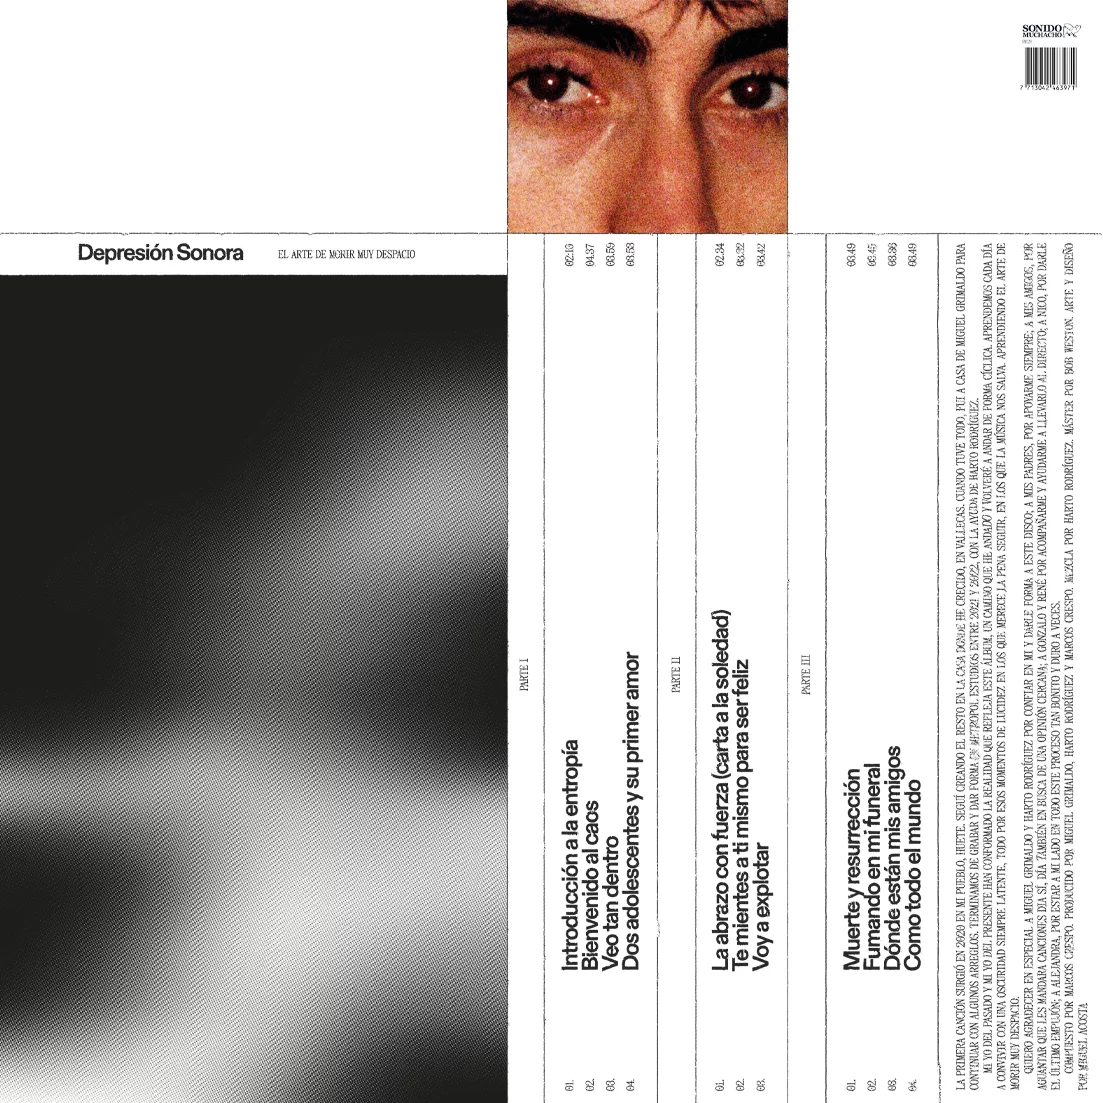 SONIDO
MUCHACHO
7 713042 463971
Depresión Sonora
EL ARTE DE MORIR MUY DESPACIO
PARTE I
01. Introducción a la entropía 02:10
02. Bienvenido al caos 04:37
03. Veo tan dentro 03:59
04. Dos adolescentes y su primer amor 03:53
PARTE II
01. La abrazo con fuerza (carta a la soledad) 02:34
02. Te mientes a ti mismo para ser feliz
03. Voy a explotar 03:42
PARTE III
01. Muerte y resurrección 03:49
02. Fumando en mi funeral
03. Dónde están mis amigos 03:36
04. Como todo el mundo 03:49
LA PRIMERA CANCIÓN SURGIÓ EN 2020 EN MI PUEBLO, HUETE. SEGUÍ CREANDO EL RESTO EN LA CASA DONDE HE CRECIDO, EN VALLECAS. CUANDO TUVE TODO, FUI A CASA DE MIGUEL GRIMALDO PARA
CONTINUAR CON ALGUNOS ARREGLOS. TERMINAMOS DE GRABAR Y DAR FORMA EN METROPOL ESTUDIOS ENTRE 2021 Y 2022, CON LA AYUDA DE HARTO RODRÍGUEZ.
MI YO DEL PASADO Y MI YO DEL PRESENTE HAN CONFORMADO LA REALIDAD QUE REFLEJA ESTE ÁLBUM, UN CAMINO QUE HE ANDADO Y VOLVERÉ A ANDAR DE FORMA CÍCLICA. APRENDEMOS CADA DÍA
A CONVIVIR CON UNA OSCURIDAD SIEMPRE LATENTE, TODO POR ESOS MOMENTOS DE LUCIDEZ EN LOS QUE MERECE LA PENA SEGUIR, EN LOS QUE LA MÚSICA NOS SALVA. APRENDIENDO EL ARTE DE
MORIR MUY DESPACIO.
QUIERO AGRADECER EN ESPECIAL A MIGUEL GRIMALDO Y HARTO RODRÍGUEZ POR CONFIAR EN MI Y DARLE FORMA A ESTE DISCO; A MIS PADRES, POR APOYARME SIEMPRE; A MIS AMIGOS, POR
AGUANTAR QUE LES MANDARA CANCIONES DIA SÍ, DÍA TAMBIÉN EN BUSCA DE UNA OPINIÓN CERCANA; A GONZALO Y RENÉ POR ACOMPAÑARME Y AYUDARME A LLEVARLO AL DIRECTO; A NICO, POR DARLE
EL ÚLTIMO EMPUJÓN; A ALEJANDRA, POR ESTAR A MI LADO EN TODO ESTE PROCESO TAN BONITO Y DURO A VECES.
COMPUESTO POR MARCOS CRESPO. PRODUCIDO POR MIGUEL GRIMALDO, HARTO RODRÍGUEZ Y MARCOS CRESPO. MEZCLA POR HARTO RODRÍGUEZ. MÁSTER POR BOB WESTON. ARTE Y DISEÑO
POR MIGUEL ACOSTA